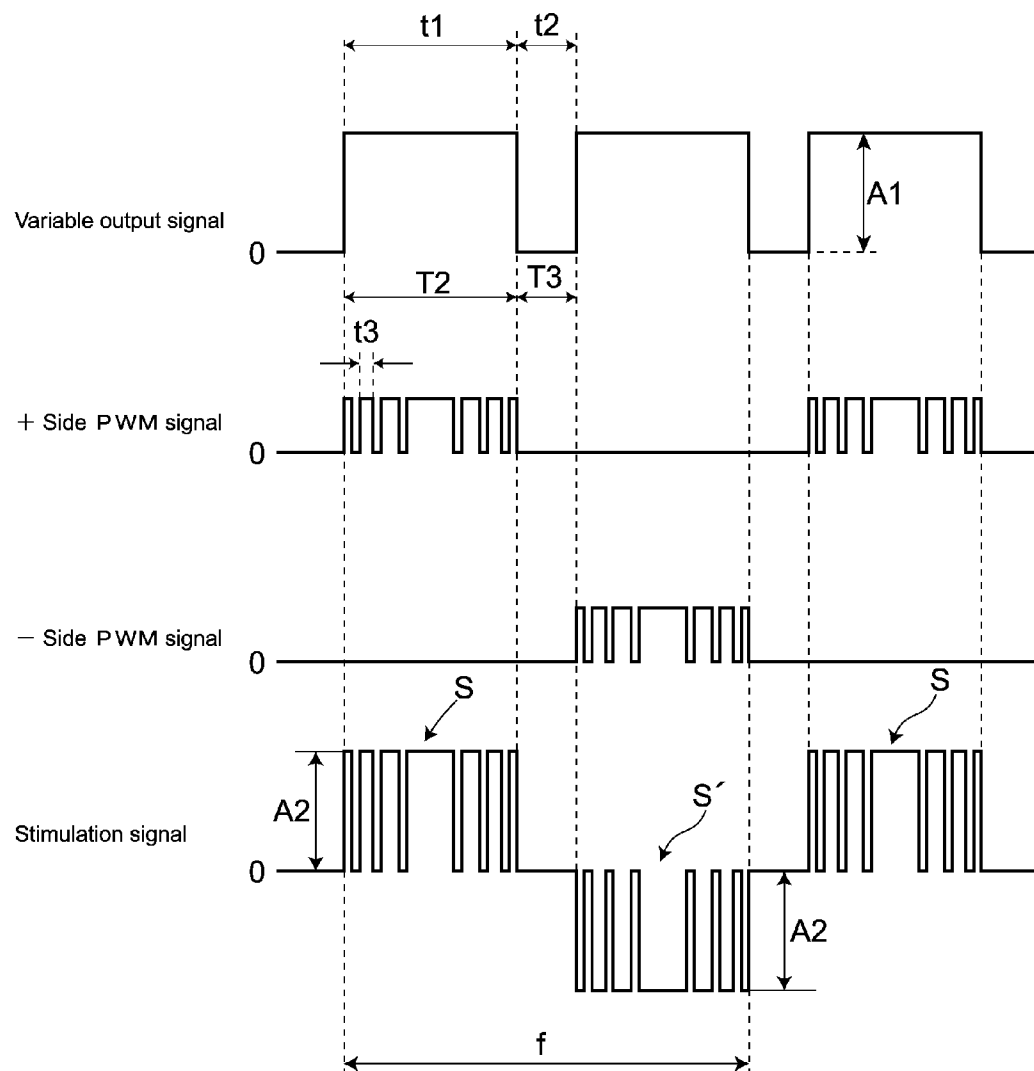 t1 t2
A1
Variable output signal
0
T2 T3
t3
+ Side PWM signal
0
− Side PWM signal
0
S S
A2
S´
Stimulation signal
0
A2
f